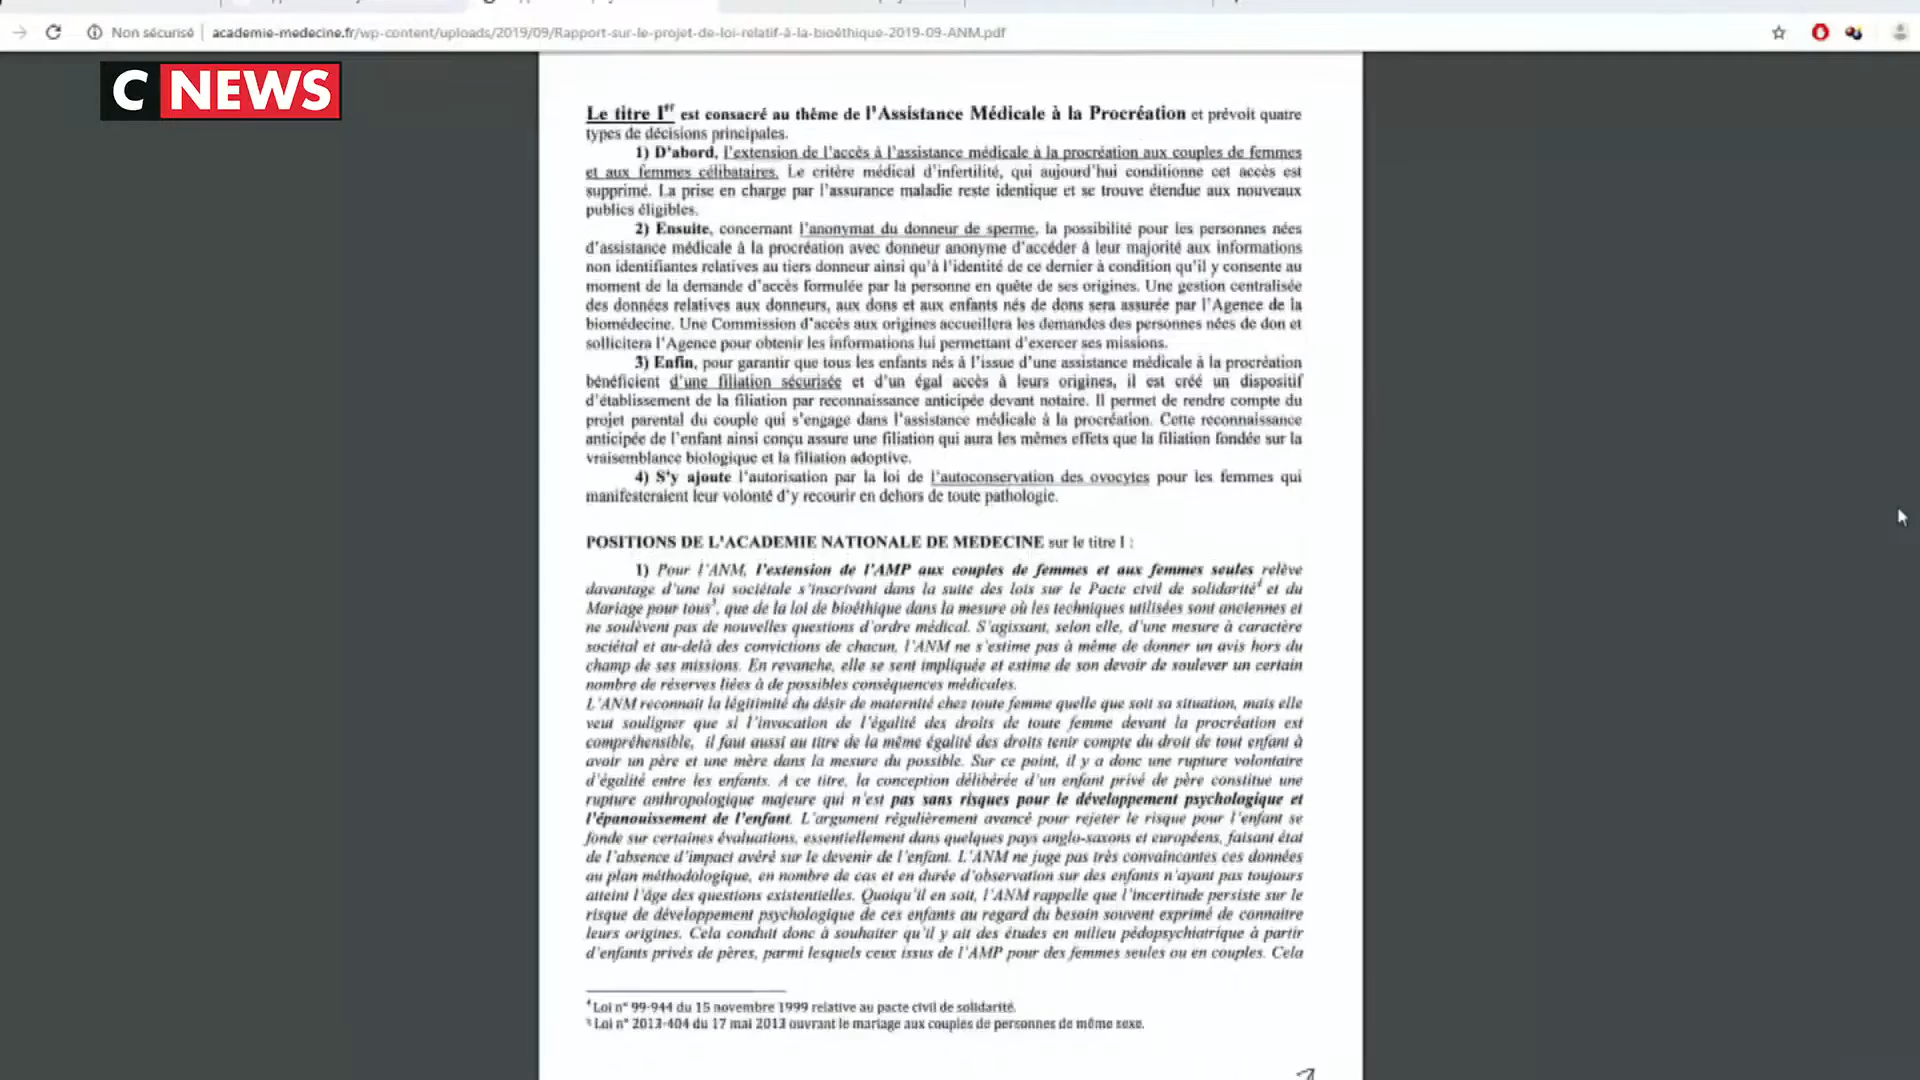 Non sécurisé academie-medecine.fr/wp-content/uploads/2019/09/Rapport-sur-le-projet-de-loi-relatif-à-la-bioéthique-2019-09-ANM.pdf
C NEWS
Le titre Ier est consacré au thème de l'Assistance Médicale à la Procréation et prévoit quatre
types de décisions principales.
1) D'abord, l'extension de l'accès à l'assistance médicale à la procréation aux couples de femmes
et aux femmes célibataires. Le critère médical d'infertilité, qui aujourd'hui conditionne cet accès est
supprimé. La prise en charge par l'assurance maladie reste identique et se trouve étendue aux nouveaux
publics éligibles.
2) Ensuite, concernant l'anonymat du donneur de sperme, la possibilité pour les personnes nées
d'assistance médicale à la procréation avec donneur anonyme d'accéder à leur majorité aux informations
non identifiantes relatives au tiers donneur ainsi qu'à l'identité de ce dernier à condition qu'il y consente au
moment de la demande d'accès formulée par la personne en quête de ses origines. Une gestion centralisée
des données relatives aux donneurs, aux dons et aux enfants nés de dons sera assurée par l'Agence de la
biomédecine. Une Commission d'accès aux origines accueillera les demandes des personnes nées de don et
sollicitera l'Agence pour obtenir les informations lui permettant d'exercer ses missions.
3) Enfin, pour garantir que tous les enfants nés à l'issue d'une assistance médicale à la procréation
bénéficient d'une filiation sécurisée et d'un égal accès à leurs origines, il est créé un dispositif
d'établissement de la filiation par reconnaissance anticipée devant notaire. Il permet de rendre compte du
projet parental du couple qui s'engage dans l'assistance médicale à la procréation. Cette reconnaissance
anticipée de l'enfant ainsi conçu assure une filiation qui aura les mêmes effets que la filiation fondée sur la
vraisemblance biologique et la filiation adoptive.
4) S'y ajoute l'autorisation par la loi de l'autoconservation des ovocytes pour les femmes qui
manifesteraient leur volonté d'y recourir en dehors de toute pathologie.
POSITIONS DE L'ACADEMIE NATIONALE DE MEDECINE sur le titre I :
1) Pour l'ANM, l'extension de l'AMP aux couples de femmes et aux femmes seules relève
davantage d'une loi sociétale s'inscrivant dans la suite des lois sur le Pacte civil de solidarité⁴ et du
Mariage pour tous⁵, que de la loi de bioéthique dans la mesure où les techniques utilisées sont anciennes et
ne soulèvent pas de nouvelles questions d'ordre médical. S'agissant, selon elle, d'une mesure à caractère
sociétal et au-delà des convictions de chacun, l'ANM ne s'estime pas à même de donner un avis hors du
champ de ses missions. En revanche, elle se sent impliquée et estime de son devoir de soulever un certain
nombre de réserves liées à de possibles conséquences médicales.
L'ANM reconnaît la légitimité du désir de maternité chez toute femme quelle que soit sa situation, mais elle
veut souligner que si l'invocation de l'égalité des droits de toute femme devant la procréation est
compréhensible, il faut aussi au titre de la même égalité des droits tenir compte du droit de tout enfant à
avoir un père et une mère dans la mesure du possible. Sur ce point, il y a donc une rupture volontaire
d'égalité entre les enfants. A ce titre, la conception délibérée d'un enfant privé de père constitue une
rupture anthropologique majeure qui n'est pas sans risques pour le développement psychologique et
l'épanouissement de l'enfant. L'argument régulièrement avancé pour rejeter le risque pour l'enfant se
fonde sur certaines évaluations, essentiellement dans quelques pays anglo-saxons et européens, faisant état
de l'absence d'impact avéré sur le devenir de l'enfant. L'ANM ne juge pas très convaincantes ces données
au plan méthodologique, en nombre de cas et en durée d'observation sur des enfants n'ayant pas toujours
atteint l'âge des questions existentielles. Quoiqu'il en soit, l'ANM rappelle que l'incertitude persiste sur le
risque de développement psychologique de ces enfants au regard du besoin souvent exprimé de connaître
leurs origines. Cela conduit donc à souhaiter qu'il y ait des études en milieu pédopsychiatrique à partir
d'enfants privés de pères, parmi lesquels ceux issus de l'AMP pour des femmes seules ou en couples. Cela
⁴ Loi n° 99-944 du 15 novembre 1999 relative au pacte civil de solidarité.
⁵ Loi n° 2013-404 du 17 mai 2013 ouvrant le mariage aux couples de personnes de même sexe.